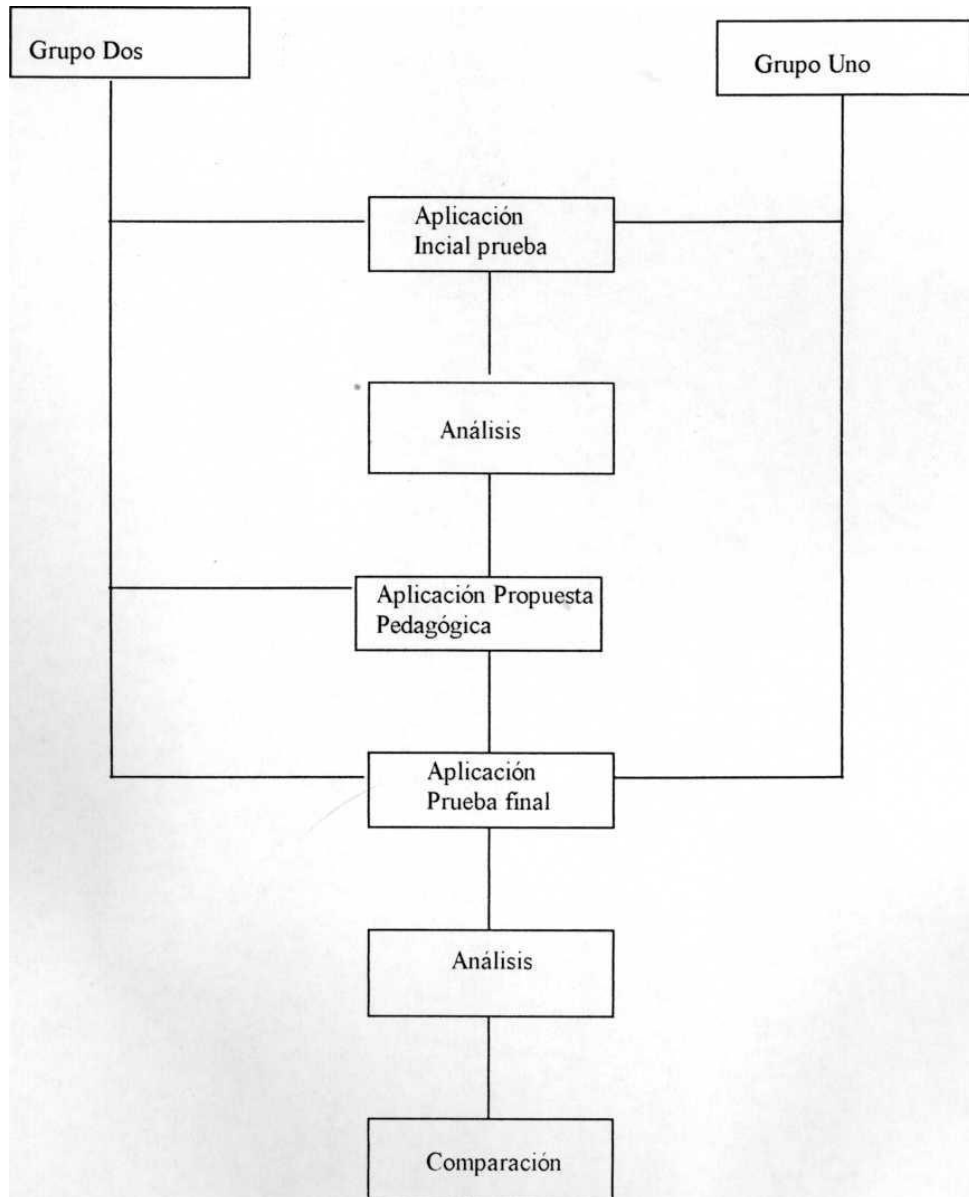 Grupo Dos
Grupo Uno
Aplicación
Incial prueba
Análisis
Aplicación Propuesta
Pedagógica
Aplicación
Prueba final
Análisis
Comparación